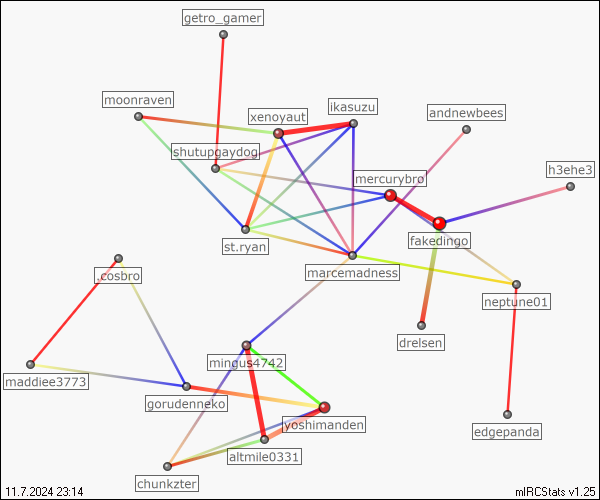 getro_gamer
moonraven
xenoyaut
ikasuzu
andnewbees
shutupgaydog
mercurybro
h3ehe3
st.ryan
fakedingo
marcemadness
.cosbro
neptune01
drelsen
mingus4742
maddiee3773
gorudenneko
yoshimanden
edgepanda
altmile0331
chunkzter
11.7.2024 23:14
mIRCStats v1.25